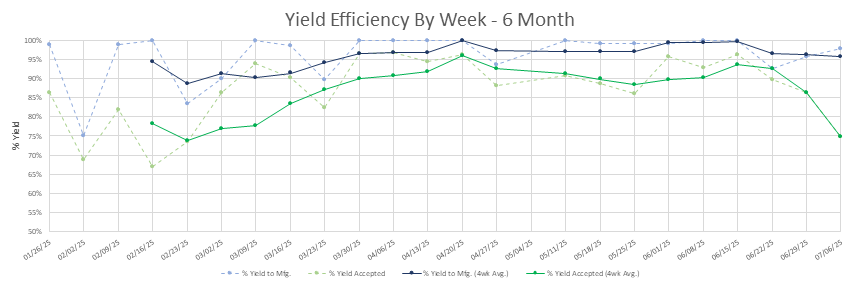 Yield Efficiency By Week - 6 Month
100%
95%
90%
85%
80%
75%
70%
65%
60%
55%
50%
% Yield
01/26/25 02/02/25 02/09/25 02/16/25 02/23/25 03/02/25 03/09/25 03/16/25 03/23/25 03/30/25 04/06/25 04/13/25 04/20/25 04/27/25 05/04/25 05/11/25 05/18/25 05/25/25 06/01/25 06/08/25 06/15/25 06/22/25 06/29/25 07/06/25
% Yield to Mfg. % Yield Accepted % Yield to Mfg. (4wk Avg.) % Yield Accepted (4wk Avg.)